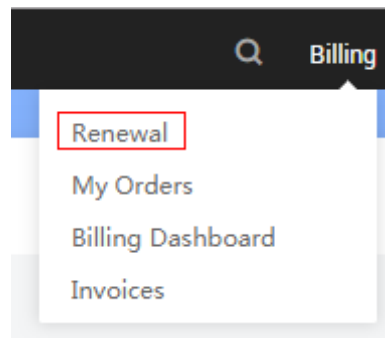 Billing
Renewal
My Orders
Billing Dashboard
Invoices